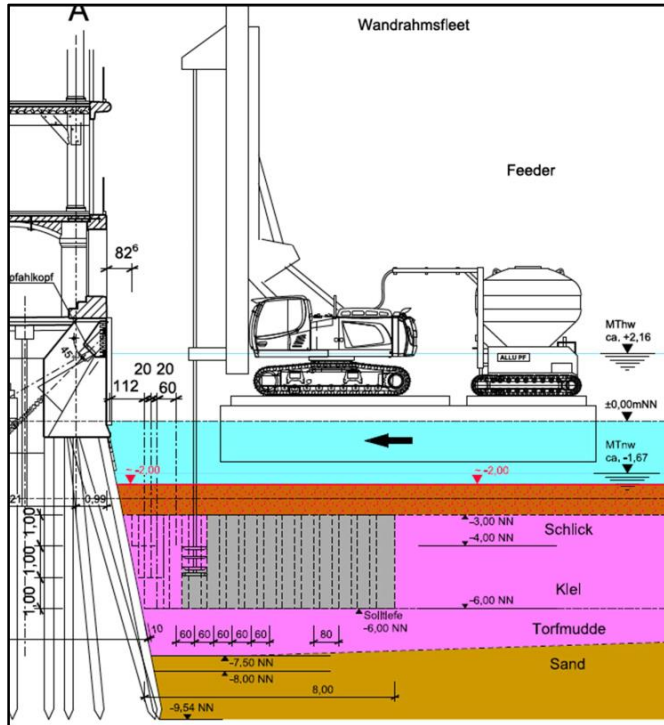 A
Wandrahmsfleet
Feeder
82⁶
pfahlkopf
45°
MThw
ca. +2,16
20 20
112 60
ALLU PF
±0,00mNN
MTnw
ca. -1,67
~ -2,00
~ -2,00
21
0,99
1,00
1,00
1,00
-3,00 NN
Schlick
-4,00 NN
Klei
-6,00 NN
Solltiefe
-6,00 NN
10
60 60 60 60 60
80
Torfmudde
-7,50 NN
-8,00 NN
Sand
8,00
-9,54 NN